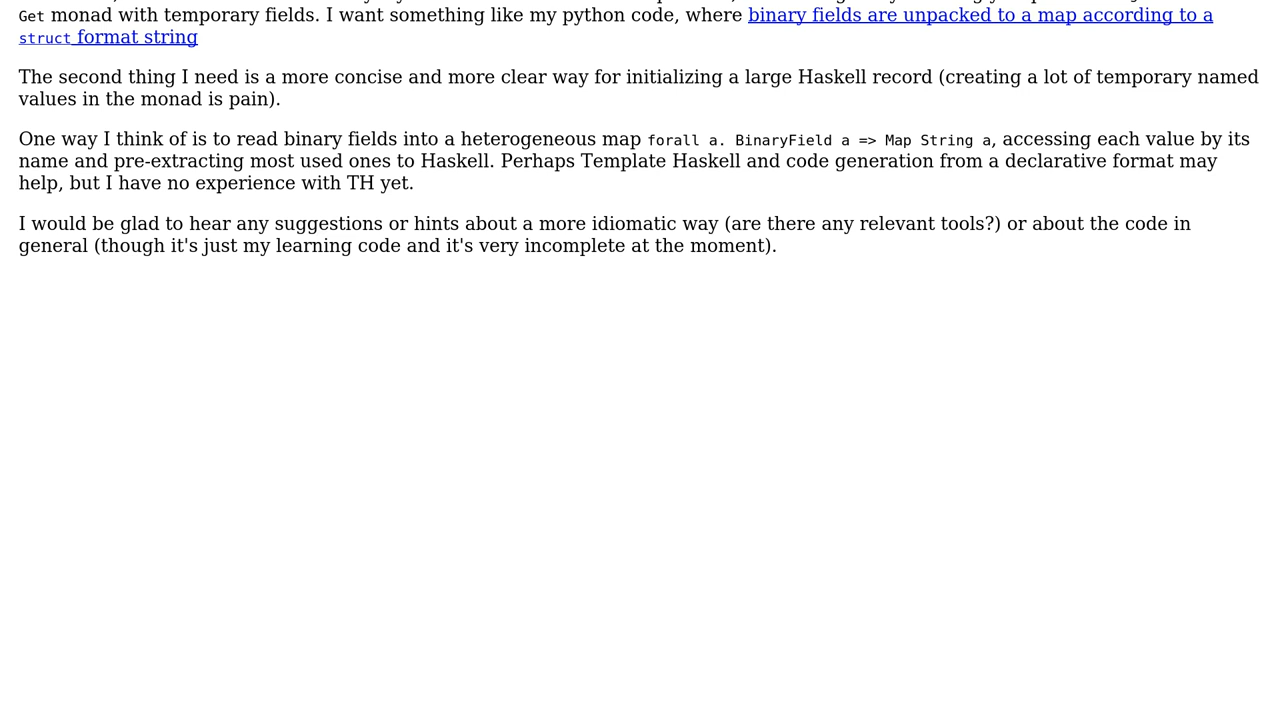 Get monad with temporary fields. I want something like my python code, where binary fields are unpacked to a map according to a
struct format string
The second thing I need is a more concise and more clear way for initializing a large Haskell record (creating a lot of temporary named
values in the monad is pain).
One way I think of is to read binary fields into a heterogeneous map forall a. BinaryField a => Map String a, accessing each value by its
name and pre-extracting most used ones to Haskell. Perhaps Template Haskell and code generation from a declarative format may
help, but I have no experience with TH yet.
I would be glad to hear any suggestions or hints about a more idiomatic way (are there any relevant tools?) or about the code in
general (though it's just my learning code and it's very incomplete at the moment).